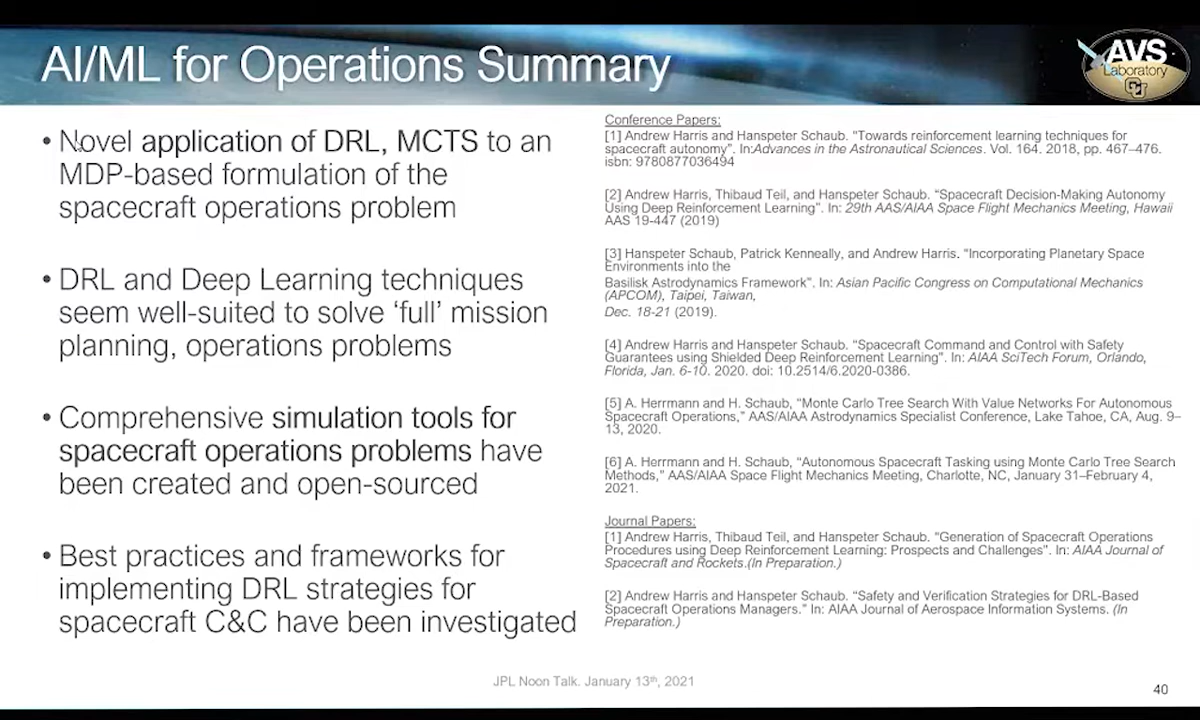 AI/ML for Operations Summary
AVS
Laboratory
CU
• Novel application of DRL, MCTS to an
MDP-based formulation of the
spacecraft operations problem
• DRL and Deep Learning techniques
seem well-suited to solve ‘full’ mission
planning, operations problems
• Comprehensive simulation tools for
spacecraft operations problems have
been created and open-sourced
• Best practices and frameworks for
implementing DRL strategies for
spacecraft C&C have been investigated
Conference Papers:
[1] Andrew Harris and Hanspeter Schaub. “Towards reinforcement learning techniques for
spacecraft autonomy”. In:Advances in the Astronautical Sciences. Vol. 164. 2018, pp. 467–476.
isbn: 9780877036494
[2] Andrew Harris, Thibaud Teil, and Hanspeter Schaub. “Spacecraft Decision-Making Autonomy
Using Deep Reinforcement Learning”. In: 29th AAS/AIAA Space Flight Mechanics Meeting, Hawaii
AAS 19-447 (2019)
[3] Hanspeter Schaub, Patrick Kenneally, and Andrew Harris. “Incorporating Planetary Space
Environments into the
Basilisk Astrodynamics Framework”. In: Asian Pacific Congress on Computational Mechanics
(APCOM), Taipei, Taiwan,
Dec. 18-21 (2019).
[4] Andrew Harris and Hanspeter Schaub. “Spacecraft Command and Control with Safety
Guarantees using Shielded Deep Reinforcement Learning”. In: AIAA SciTech Forum, Orlando,
Florida, Jan. 6-10. 2020. doi: 10.2514/6.2020-0386.
[5] A. Herrmann and H. Schaub, “Monte Carlo Tree Search With Value Networks For Autonomous
Spacecraft Operations,” AAS/AIAA Astrodynamics Specialist Conference, Lake Tahoe, CA, Aug. 9–
13, 2020.
[6] A. Herrmann and H. Schaub, “Autonomous Spacecraft Tasking using Monte Carlo Tree Search
Methods,” AAS/AIAA Space Flight Mechanics Meeting, Charlotte, NC, January 31–February 4,
2021.
Journal Papers:
[1] Andrew Harris, Thibaud Teil, and Hanspeter Schaub. “Generation of Spacecraft Operations
Procedures using Deep Reinforcement Learning: Prospects and Challenges”. In: AIAA Journal of
Spacecraft and Rockets.(In Preparation.)
[2] Andrew Harris and Hanspeter Schaub. “Safety and Verification Strategies for DRL-Based
Spacecraft Operations Managers.” In: AIAA Journal of Aerospace Information Systems. (In
Preparation.)
JPL Noon Talk. January 13th, 2021
40